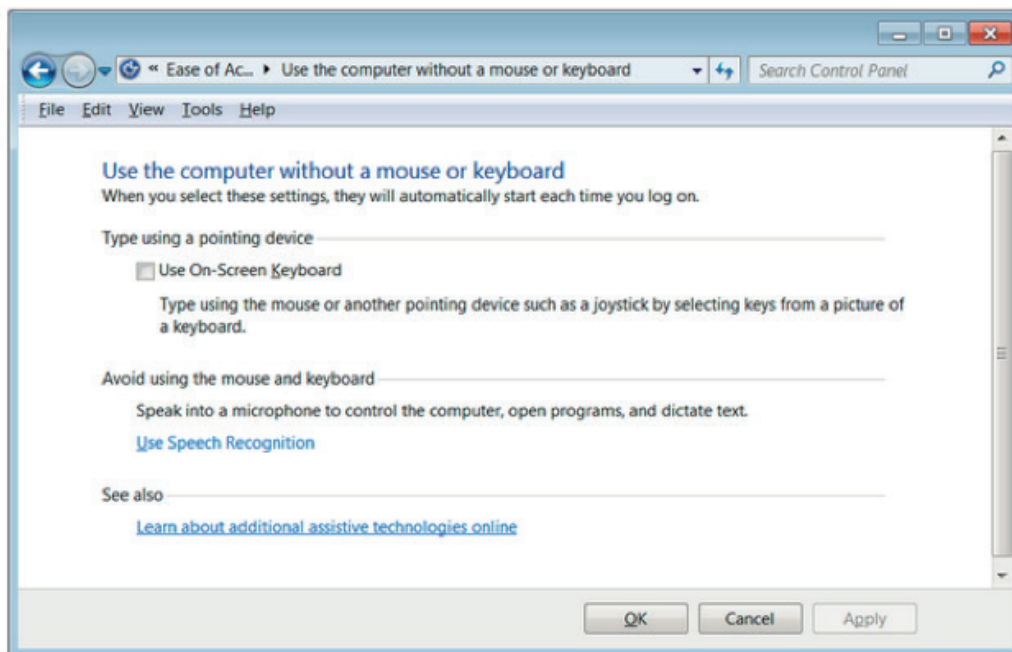 « Ease of Ac... ▸ Use the computer without a mouse or keyboard Search Control Panel
File Edit View Tools Help
Use the computer without a mouse or keyboard
When you select these settings, they will automatically start each time you log on.
Type using a pointing device
Use On-Screen Keyboard
Type using the mouse or another pointing device such as a joystick by selecting keys from a picture of
a keyboard.
Avoid using the mouse and keyboard
Speak into a microphone to control the computer, open programs, and dictate text.
Use Speech Recognition
See also
Learn about additional assistive technologies online
OK Cancel Apply